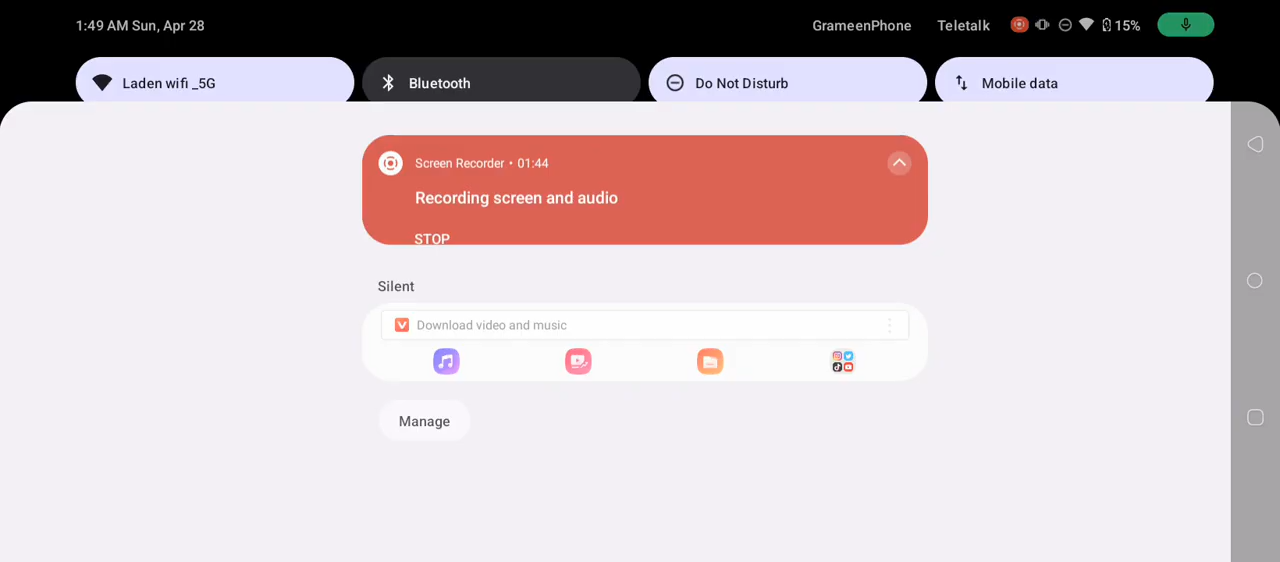 1:49 AM Sun, Apr 28
GrameenPhone Teletalk 15%
Laden wifi _5G
Bluetooth
Do Not Disturb
Mobile data
Screen Recorder • 01:44
Recording screen and audio
STOP
Silent
Download video and music
Manage